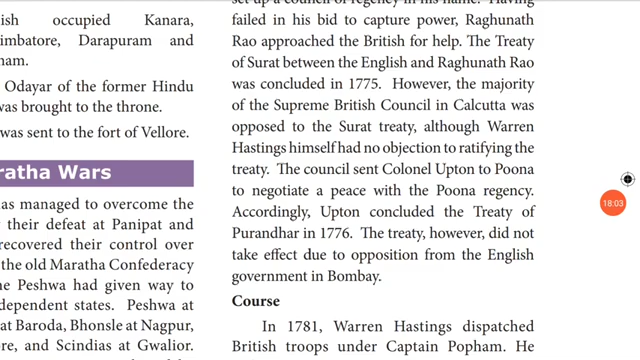 ish occupied Kanara,
imbatore, Darapuram and
am.
Odayar of the former Hindu
was brought to the throne.
was sent to the fort of Vellore.
ratha Wars
as managed to overcome the
their defeat at Panipat and
recovered their control over
the old Maratha Confederacy
e Peshwa had given way to
dependent states. Peshwa at
at Baroda, Bhonsle at Nagpur,
re, and Scindias at Gwalior.
set up a council of regency in his name. Having
failed in his bid to capture power, Raghunath
Rao approached the British for help. The Treaty
of Surat between the English and Raghunath Rao
was concluded in 1775. However, the majority
of the Supreme British Council in Calcutta was
opposed to the Surat treaty, although Warren
Hastings himself had no objection to ratifying the
treaty. The council sent Colonel Upton to Poona
to negotiate a peace with the Poona regency.
Accordingly, Upton concluded the Treaty of
Purandhar in 1776. The treaty, however, did not
take effect due to opposition from the English
government in Bombay.
Course
In 1781, Warren Hastings dispatched
British troops under Captain Popham. He
18:03